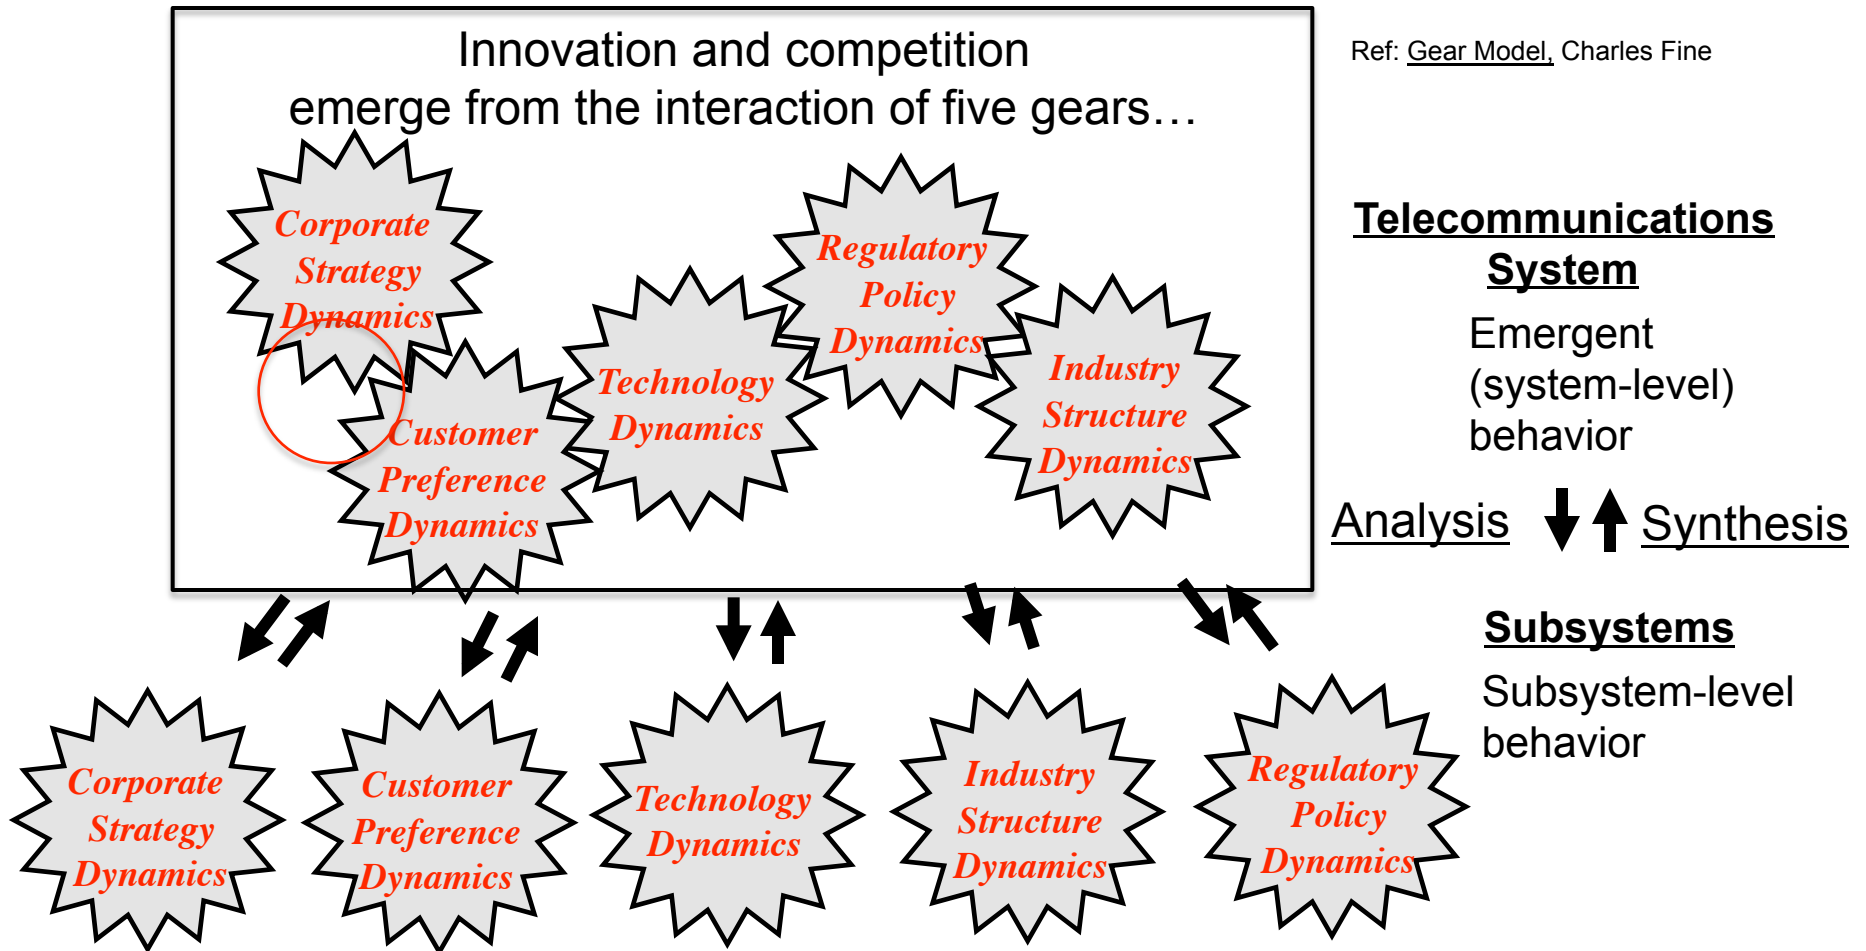 Innovation and competition
emerge from the interaction of five gears…
Ref: Gear Model, Charles Fine
Corporate
Strategy
Dynamics
Customer
Preference
Dynamics
Technology
Dynamics
Regulatory
Policy
Dynamics
Industry
Structure
Dynamics
Telecommunications
System
Emergent
(system-level)
behavior
Analysis
Synthesis
Subsystems
Subsystem-level
behavior
Corporate
Strategy
Dynamics
Customer
Preference
Dynamics
Technology
Dynamics
Industry
Structure
Dynamics
Regulatory
Policy
Dynamics